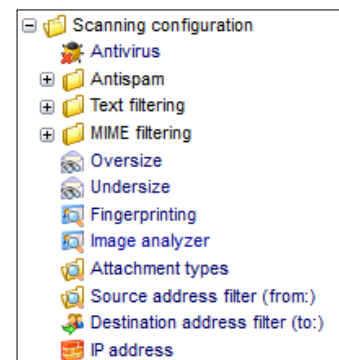 Scanning configuration
Antivirus
Antispam
Text filtering
MIME filtering
Oversize
Undersize
Fingerprinting
Image analyzer
Attachment types
Source address filter (from:)
Destination address filter (to:)
IP address